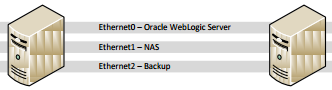 Ethernet0 – Oracle WebLogic Server
Ethernet1 – NAS
Ethernet2 – Backup